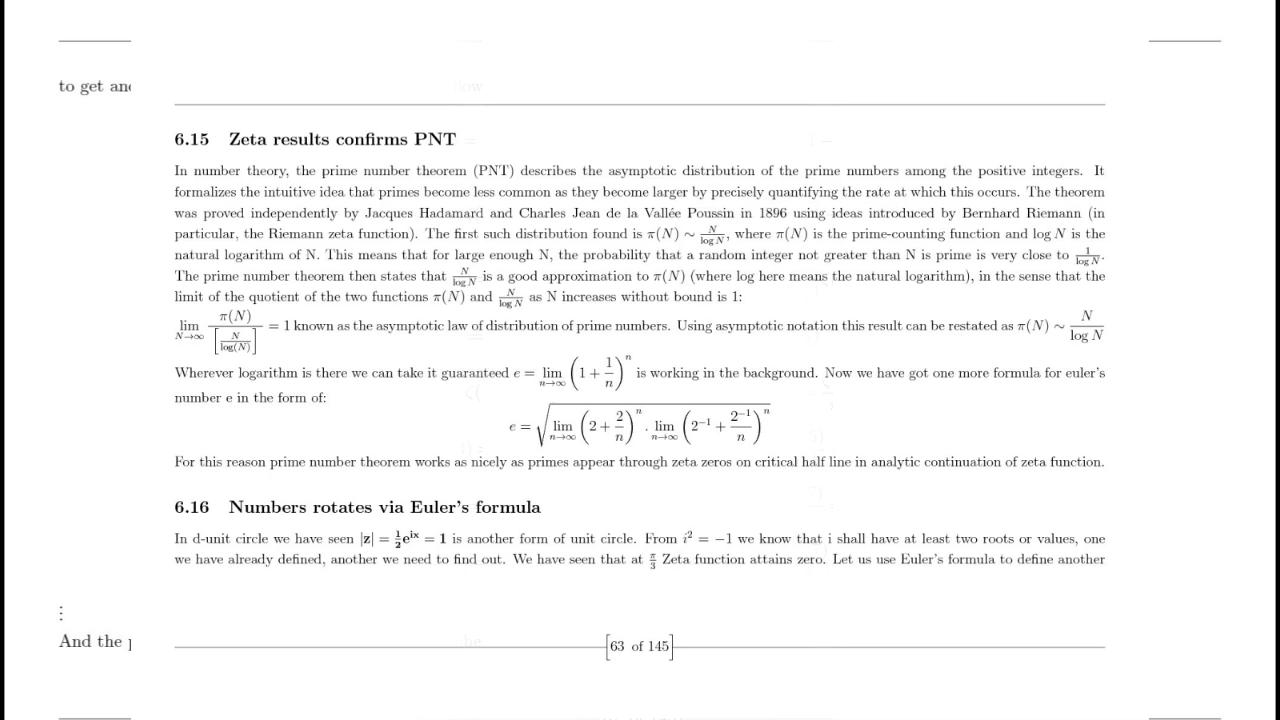 to get
6.15 Zeta results confirms PNT
In number theory, the prime number theorem (PNT) describes the asymptotic distribution of the prime numbers among the positive integers. It
formalizes the intuitive idea that primes become less common as they become larger by precisely quantifying the rate at which this occurs. The theorem
was proved independently by Jacques Hadamard and Charles Jean de la Vallée Poussin in 1896 using ideas introduced by Bernhard Riemann (in
particular, the Riemann zeta function). The first such distribution found is π(N) ∼ N/log N, where π(N) is the prime-counting function and log N is the
natural logarithm of N. This means that for large enough N, the probability that a random integer not greater than N is prime is very close to 1/log N.
The prime number theorem then states that N/log N is a good approximation to π(N) (where log here means the natural logarithm), in the sense that the
limit of the quotient of the two functions π(N) and N/log N as N increases without bound is 1:
lim N→∞ π(N)/[N/log(N)] = 1 known as the asymptotic law of distribution of prime numbers. Using asymptotic notation this result can be restated as π(N) ∼ N/log N
Wherever logarithm is there we can take it guaranteed e = lim n→∞ (1 + 1/n)^n is working in the background. Now we have got one more formula for euler's
number e in the form of:
e = √(lim n→∞ (2 + 2/n)^n . lim n→∞ (2^-1 + 2^-1/n)^n)
For this reason prime number theorem works as nicely as primes appear through zeta zeros on critical half line in analytic continuation of zeta function.
6.16 Numbers rotates via Euler's formula
In d-unit circle we have seen |z| = 1/2 e^ix = 1 is another form of unit circle. From i^2 = −1 we know that i shall have at least two roots or values, one
we have already defined, another we need to find out. We have seen that at π/3 Zeta function attains zero. Let us use Euler's formula to define another
⋮
And the
[63 of 145]